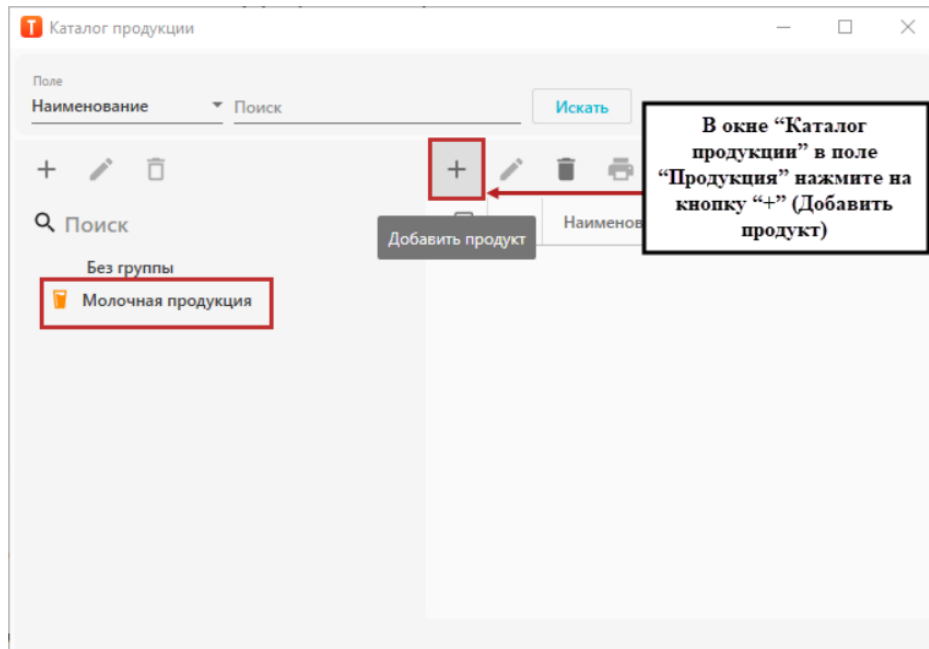 Каталог продукции
Поле
Наименование
Поиск
Искать
В окне “Каталог
продукции” в поле
“Продукция” нажмите на
кнопку “+” (Добавить
продукт)
Поиск
Добавить продукт
Наименов
Без группы
Молочная продукция